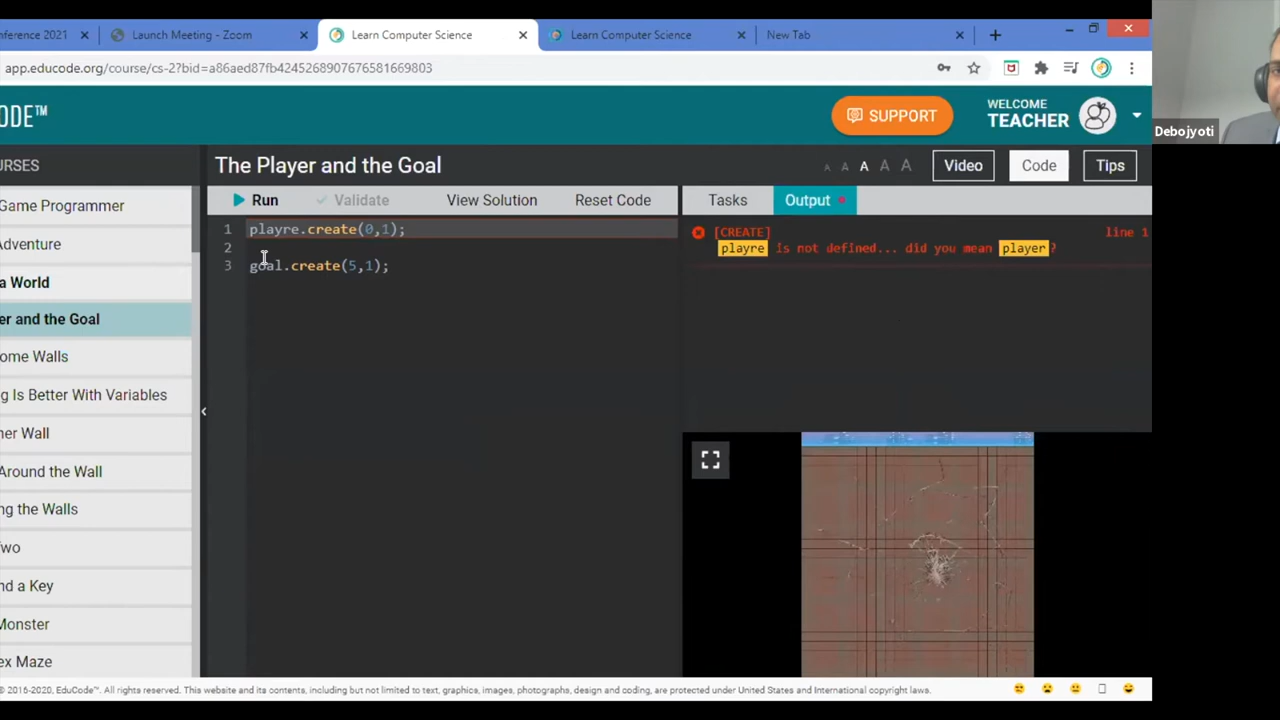 nference 2021
Launch Meeting - Zoom
Learn Computer Science
Learn Computer Science
New Tab
app.educode.org/course/cs-2?bid=a86aed87fb4245268907676581669803
ODE™
SUPPORT
WELCOME
TEACHER
Debojyoti
URSES
The Player and the Goal
A A A A A
Video
Code
Tips
Game Programmer
Adventure
a World
er and the Goal
ome Walls
g Is Better With Variables
her Wall
Around the Wall
ng the Walls
Two
nd a Key
Monster
ex Maze
Run
Validate
View Solution
Reset Code
Tasks
Output
1 playre.create(0,1);
2
3 goal.create(5,1);
[CREATE] line 1
playre is not defined... did you mean player?
© 2016-2020, EduCode™. All rights reserved. This website and its contents, including but not limited to text, graphics, images, photographs, design and coding, are protected under United States and International copyright laws.